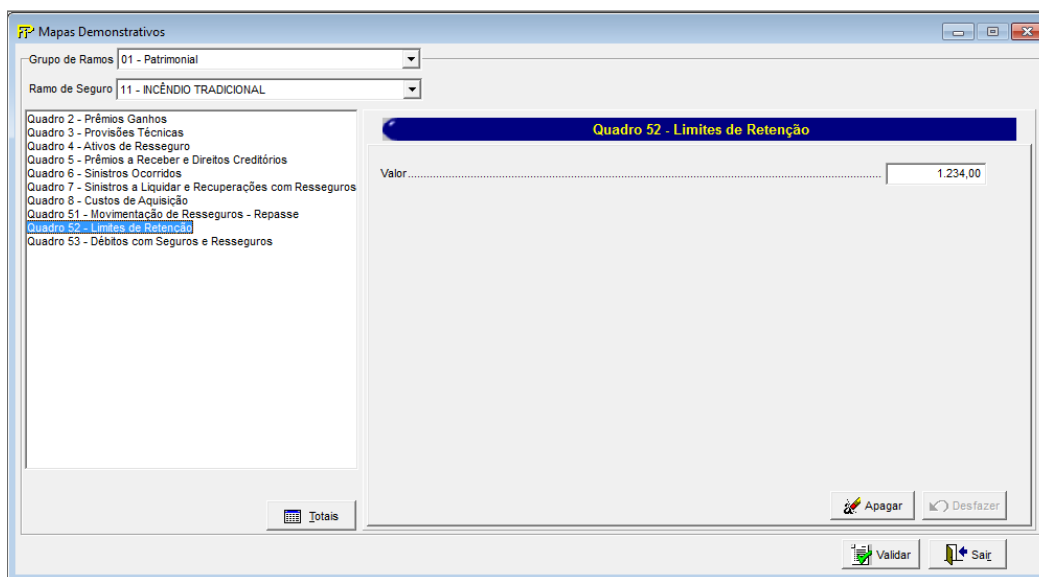 FIP Mapas Demonstrativos
Grupo de Ramos 01 - Patrimonial
Ramo de Seguro 11 - INCÊNDIO TRADICIONAL
Quadro 2 - Prêmios Ganhos
Quadro 3 - Provisões Técnicas
Quadro 4 - Ativos de Resseguro
Quadro 5 - Prêmios a Receber e Direitos Creditórios
Quadro 6 - Sinistros Ocorridos
Quadro 7 - Sinistros a Liquidar e Recuperações com Resseguros
Quadro 8 - Custos de Aquisição
Quadro 51 - Movimentação de Resseguros - Repasse
Quadro 52 - Limites de Retenção
Quadro 53 - Débitos com Seguros e Resseguros
Totais
Quadro 52 - Limites de Retenção
Valor 1.234,00
Apagar Desfazer
Validar Sair